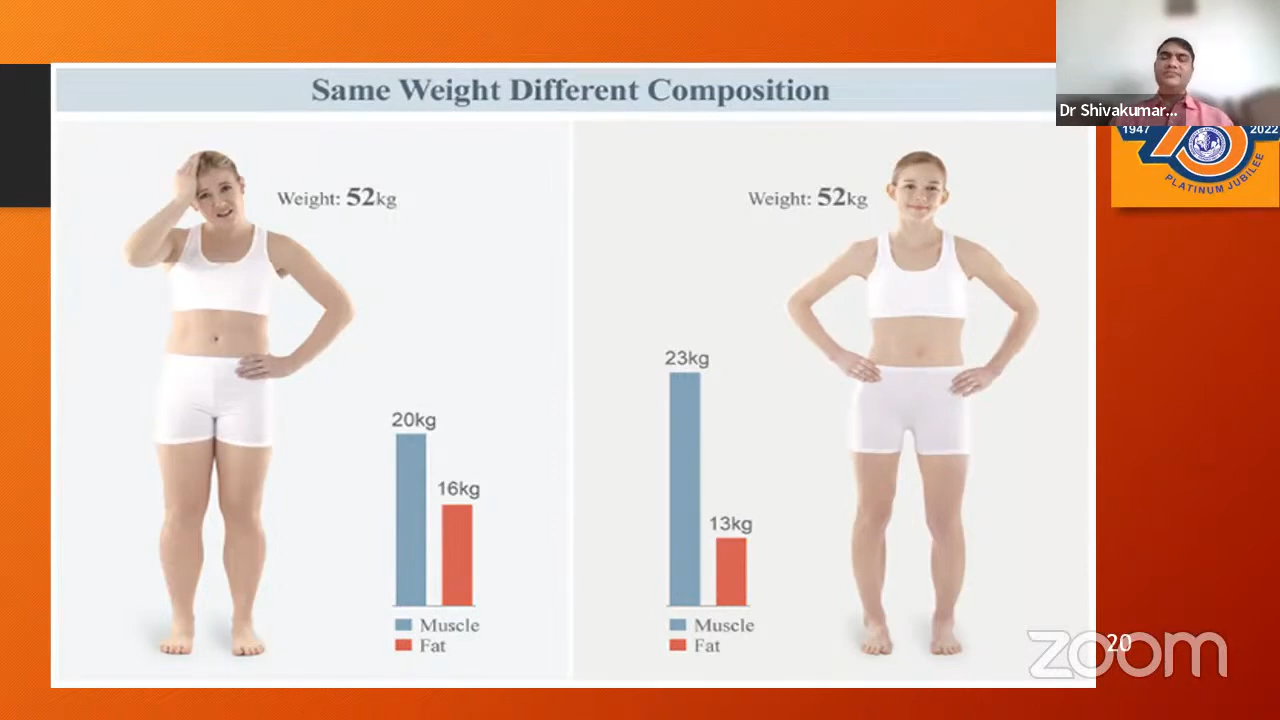 Same Weight Different Composition
Dr Shivakumar...
1947
75
2022
PLATINUM JUBILEE
Weight: 52kg
Weight: 52kg
23kg
20kg
16kg
13kg
Muscle
Fat
Muscle
Fat
20
zoom